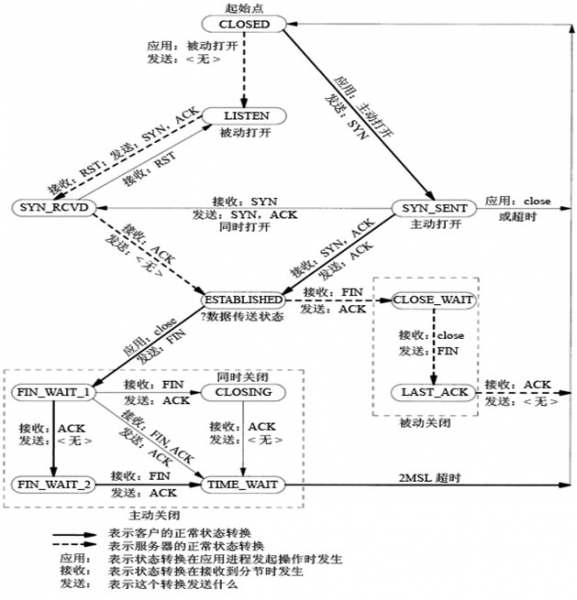 起始点
CLOSED
应用：被动打开
发送：<无>
应用：主动打开
发送：SYN
LISTEN
被动打开
接收：RST；发送：SYN，ACK
接收：RST
SYN_RCVD
接收：SYN
发送：SYN，ACK
同时打开
SYN_SENT
主动打开
应用：close
或超时
接收：ACK
发送：<无>
接收：SYN，ACK
发送：ACK
ESTABLISHED
?数据传送状态
接收：FIN
发送：ACK
CLOSE_WAIT
应用：close
发送：FIN
接收：close
发送：FIN
同时关闭
FIN_WAIT_1
接收：FIN
发送：ACK
CLOSING
LAST_ACK
接收：ACK
发送：<无>
被动关闭
接收：ACK
发送：<无>
接收：FIN，ACK
发送：ACK
接收：ACK
发送：<无>
FIN_WAIT_2
接收：FIN
发送：ACK
TIME_WAIT
2MSL 超时
主动关闭
表示客户的正常状态转换
表示服务器的正常状态转换
应用： 表示状态转换在应用进程发起操作时发生
接收： 表示状态转换在接收到分节时发生
发送： 表示这个转换发送什么